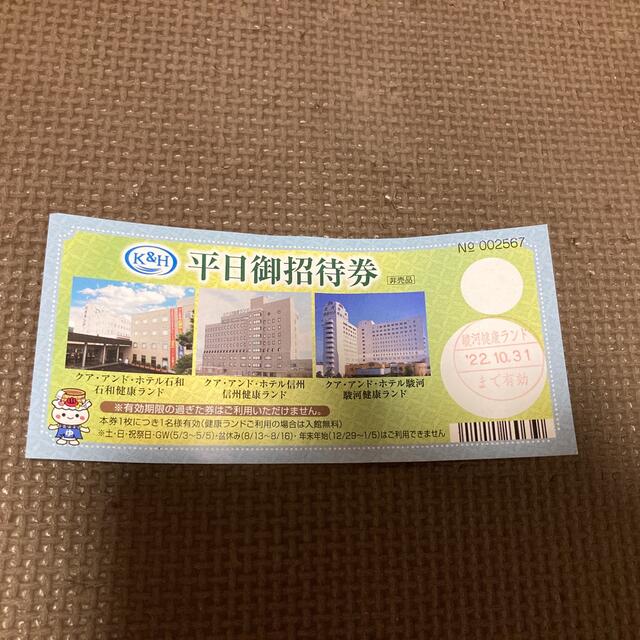 No 002567
K&H
平日御招待券
非売品
クア・アンド・ホテル石和
石和健康ランド
クア・アンド・ホテル信州
信州健康ランド
クア・アンド・ホテル駿河
駿河健康ランド
駿河健康ランド
'22.10.31
まで有効
※有効期限の過ぎた券はご利用いただけません。
本券1枚につき1名様有効(健康ランドご利用の場合は入館無料)
※土・日・祝祭日・GW(5/3～5/5)・盆休み(8/13～8/16)・年末年始(12/29～1/5)はご利用できません